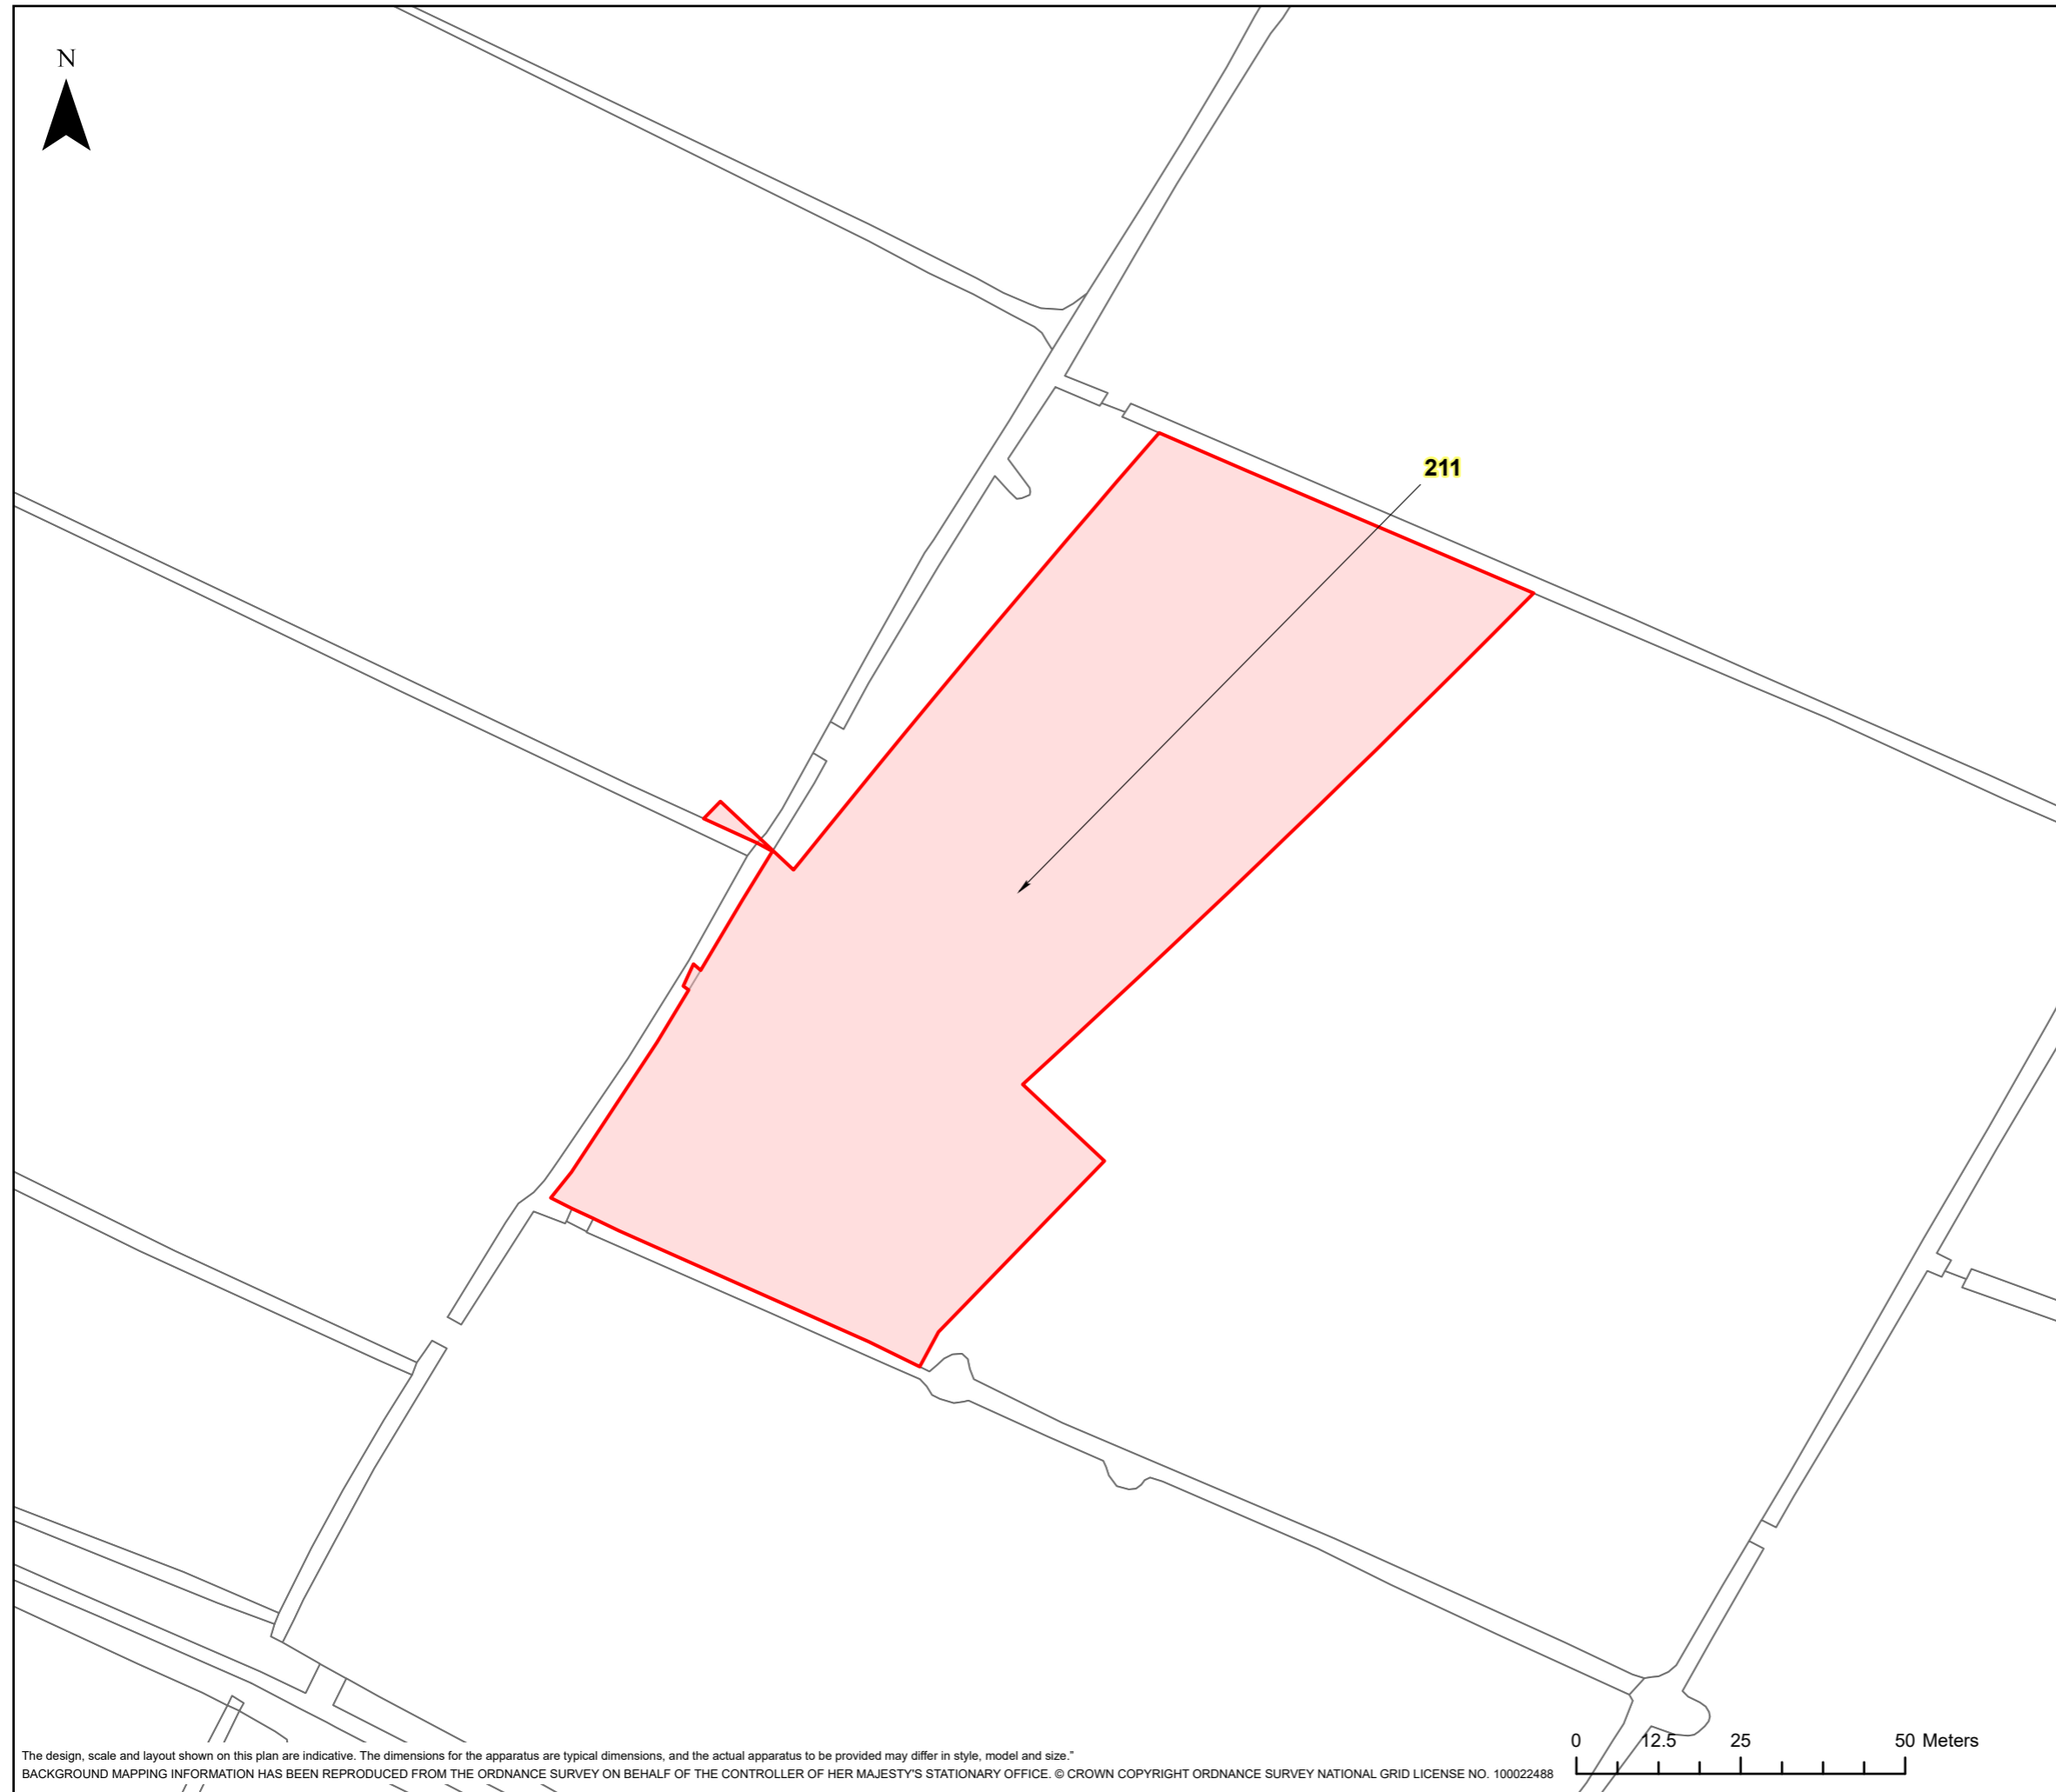 N
211
0 12.5 25 50 Meters
The design, scale and layout shown on this plan are indicative. The dimensions for the apparatus are typical dimensions, and the actual apparatus to be provided may differ in style, model and size."
BACKGROUND MAPPING INFORMATION HAS BEEN REPRODUCED FROM THE ORDNANCE SURVEY ON BEHALF OF THE CONTROLLER OF HER MAJESTY'S STATIONARY OFFICE. © CROWN COPYRIGHT ORDNANCE SURVEY NATIONAL GRID LICENSE NO. 100022488